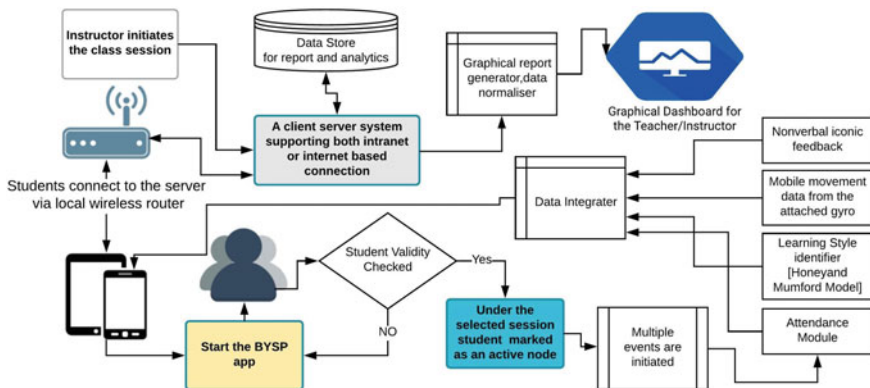 Instructor initiates
the class session
Data Store
for report and analytics
Graphical report
generator,data
normaliser
Graphical Dashboard for
the Teacher/Instructor
A client server system
supporting both intranet
or internet based
connection
Nonverbal iconic
feedback
Students connect to the server
via local wireless router
Data Integrater
Mobile movement
data from the
attached gyro
Student Validity
Checked
Yes
NO
Learning Style
identifier
[Honeyand
Mumford Model]
Start the BYSP
app
Under the
selected session
student marked
as an active node
Multiple
events are
initiated
Attendance
Module